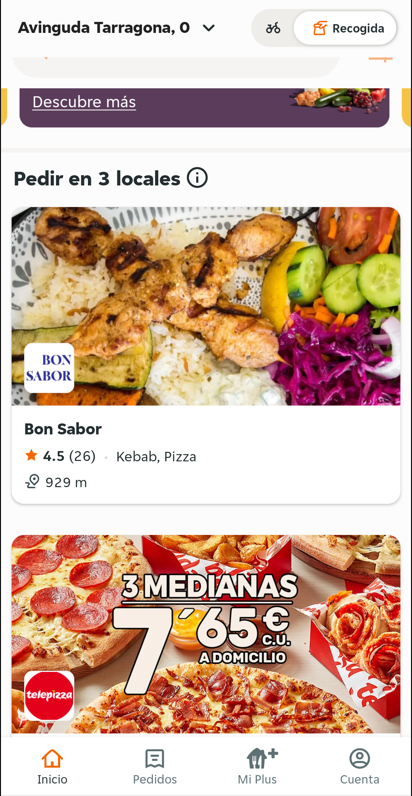 Avinguda Tarragona, 0
Recogida
Descubre más
Pedir en 3 locales
BON
SABOR
Bon Sabor
4.5 (26) · Kebab, Pizza
929 m
3 MEDIANAS
7'65€
C.U.
A DOMICILIO
telepizza
Inicio
Pedidos
Mi Plus
Cuenta